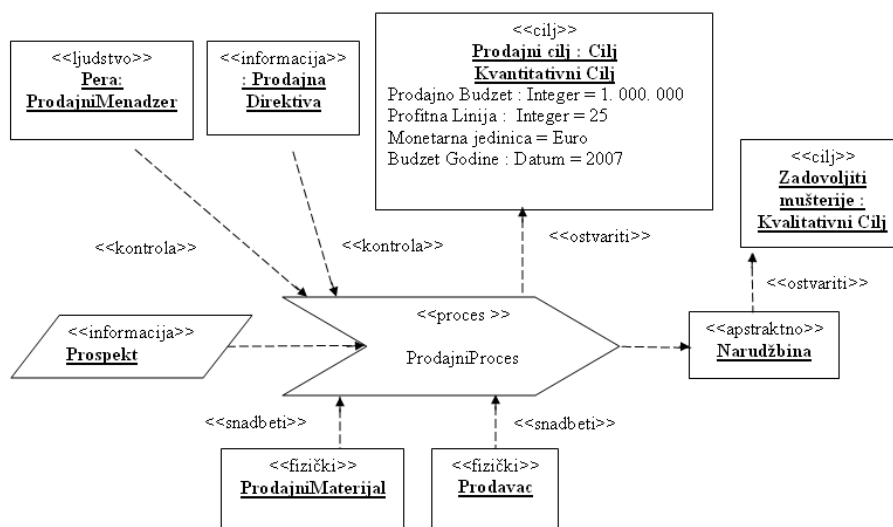 <<ljudstvo>>
Pera:
ProdajniMenadzer
<<informacija>>
: Prodajna
Direktiva
<<cilj>>
Prodajni cilj : Cilj
Kvantitativni Cilj
Prodajno Budzet : Integer = 1. 000. 000
Profitna Linija : Integer = 25
Monetarna jedinica = Euro
Budzet Godine : Datum = 2007
<<cilj>>
Zadovoljiti
mušterije :
Kvalitativni Cilj
<<kontrola>>
<<kontrola>>
<<ostvariti>>
<<ostvariti>>
<<informacija>>
Prospekt
<<proces >>
ProdajniProces
<<apstraktno>>
Narudžbina
<<snadbeti>>
<<snadbeti>>
<<fizički>>
ProdajniMaterijal
<<fizički>>
Prodavac